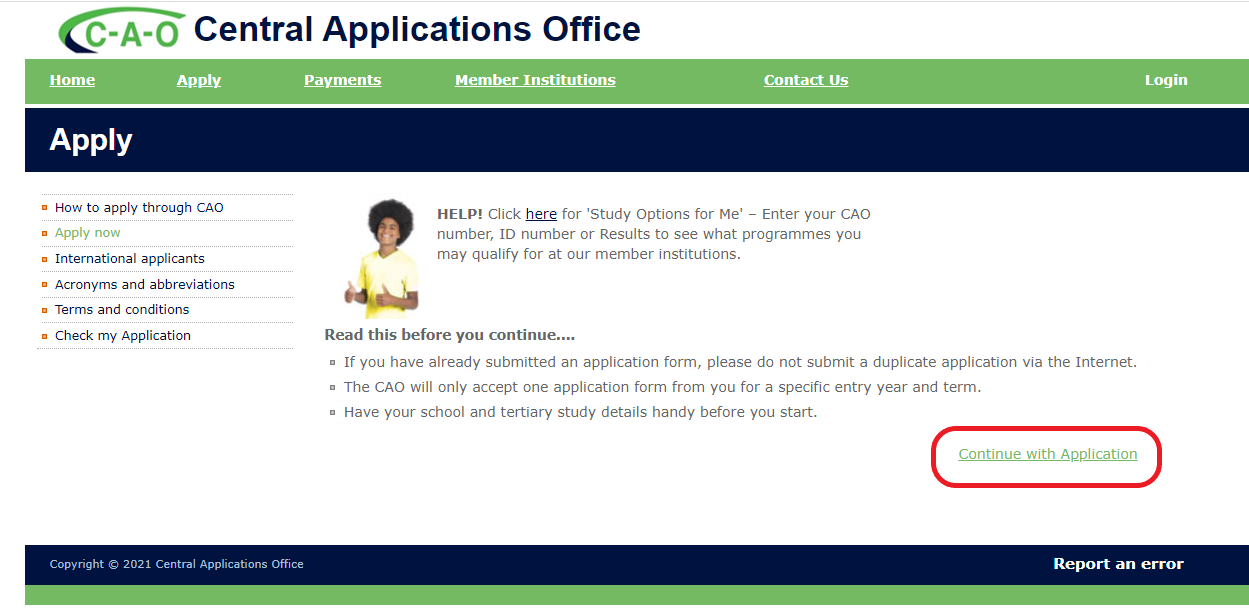 C-A-O Central Applications Office
Home Apply Payments Member Institutions Contact Us Login
Apply
How to apply through CAO
Apply now
International applicants
Acronyms and abbreviations
Terms and conditions
Check my Application
HELP! Click here for 'Study Options for Me' – Enter your CAO
number, ID number or Results to see what programmes you
may qualify for at our member institutions.
Read this before you continue....
If you have already submitted an application form, please do not submit a duplicate application via the Internet.
The CAO will only accept one application form from you for a specific entry year and term.
Have your school and tertiary study details handy before you start.
Continue with Application
Copyright © 2021 Central Applications Office Report an error